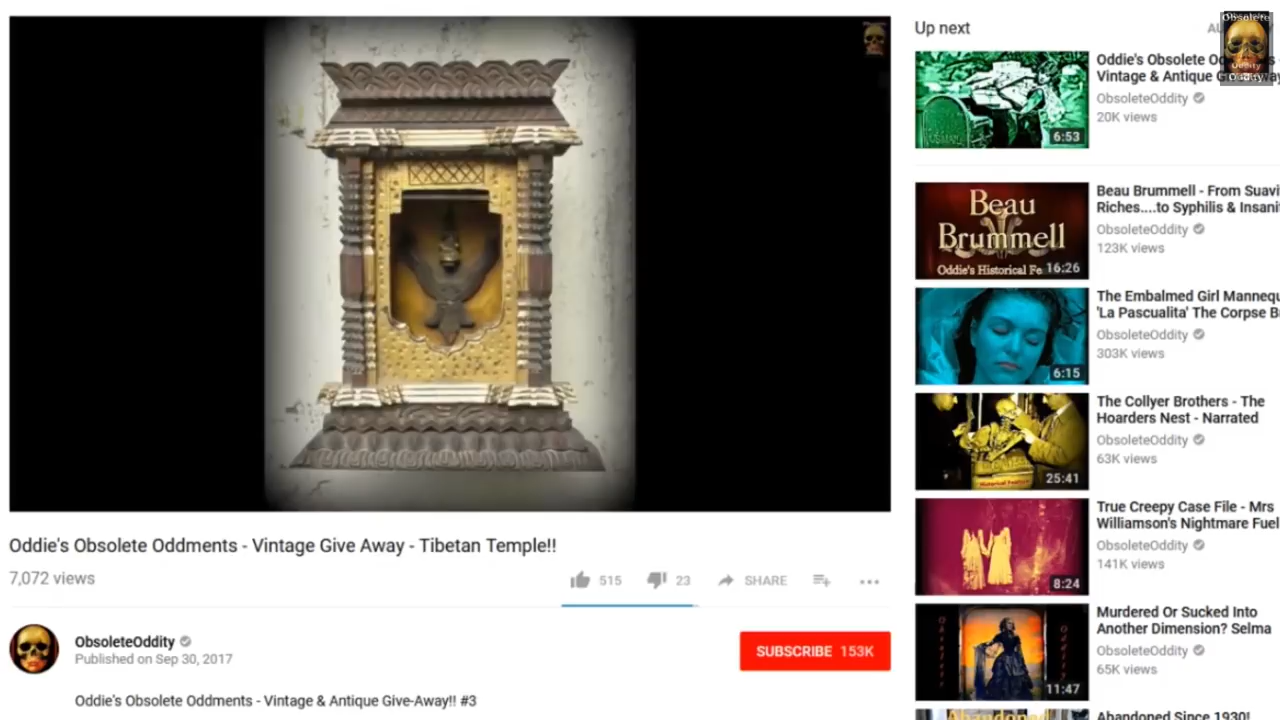 Up next
Obsolete
Oddity
Oddity
Oddie's Obsolete
Vintage & Antique
ObsoleteOddity
20K views
6:53
Beau
Brummell
Oddie's Historical Fe
16:26
Beau Brummell - From Suavi
Riches....to Syphilis & Insani
ObsoleteOddity
123K views
6:15
The Embalmed Girl Mannequ
'La Pascualita' The Corpse B
ObsoleteOddity
303K views
25:41
The Collyer Brothers - The
Hoarders Nest - Narrated
ObsoleteOddity
63K views
8:24
True Creepy Case File - Mrs
Williamson's Nightmare Fuel
ObsoleteOddity
141K views
11:47
Murdered Or Sucked Into
Another Dimension? Selma
ObsoleteOddity
65K views
Abandoned
Abandoned Since 1930!
Oddie's Obsolete Oddments - Vintage Give Away - Tibetan Temple!!
7,072 views
515 23 SHARE
ObsoleteOddity
Published on Sep 30, 2017
SUBSCRIBE 153K
Oddie's Obsolete Oddments - Vintage & Antique Give-Away!! #3